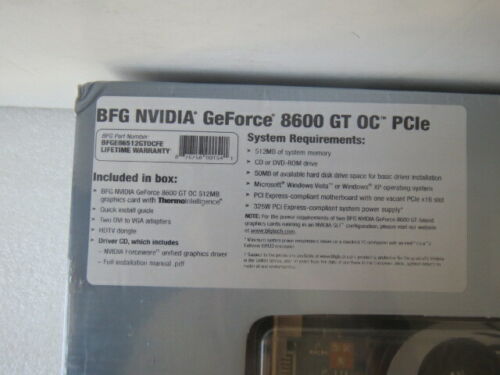 BFG NVIDIA® GeForce® 8600 GT OC™ PCIe
BFG Part Number:
BFGE86512GTOCFE
LIFETIME WARRANTY*
Included in box:
• BFG NVIDIA GeForce 8600 GT OC 512MB
graphics card with ThermoIntelligence™
• Quick install guide
• Two DVI to VGA adapters
• HDTV dongle
• Driver CD, which includes
– NVIDIA ForceWare® unified graphics driver
– Full installation manual .pdf
System Requirements:
• 512MB of system memory
• CD or DVD-ROM drive
• 50MB of available hard disk drive space for basic driver installation
• Microsoft® Windows Vista™ or Windows® XP operating system
• PCI Express-compliant motherboard with one vacant PCIe x16 slot
• 325W PCI Express-compliant system power supply*
NOTE: For the power requirements of two BFG NVIDIA GeForce 8600 GT-based
graphics cards running in an NVIDIA SLI™ configuration, please visit our website
at www.bfgtech.com